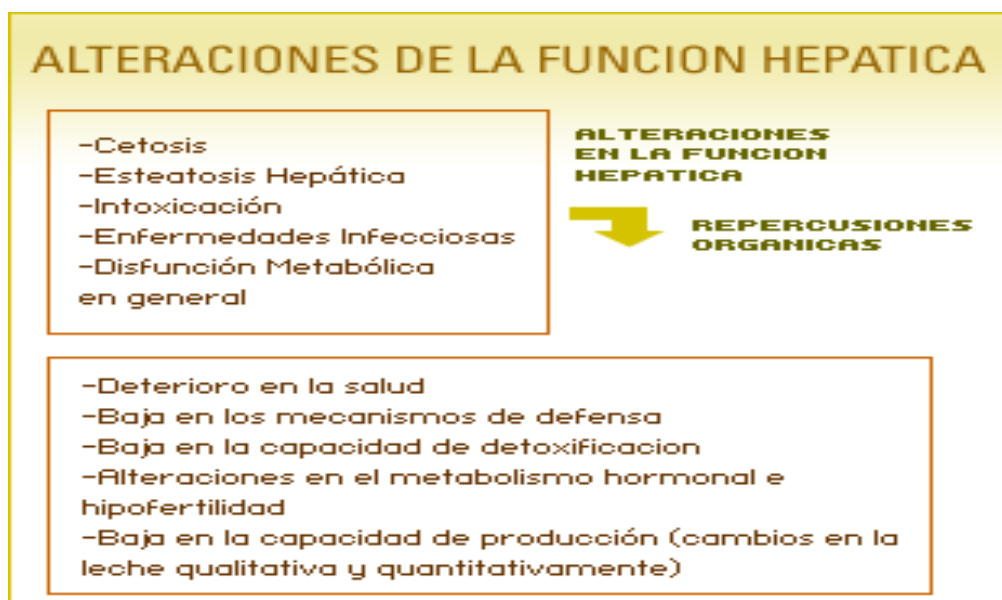 ALTERACIONES DE LA FUNCION HEPATICA
-Cetosis
-Esteatosis Hepática
-Intoxicación
-Enfermedades Infecciosas
-Disfunción Metabólica
en general
ALTERACIONES
EN LA FUNCION
HEPATICA
REPERCUSIONES
ORGANICAS
-Deterioro en la salud
-Baja en los mecanismos de defensa
-Baja en la capacidad de detoxificacion
-Alteraciones en el metabolismo hormonal e
hipofertilidad
-Baja en la capacidad de producción (cambios en la
leche qualitativa y quantitativamente)